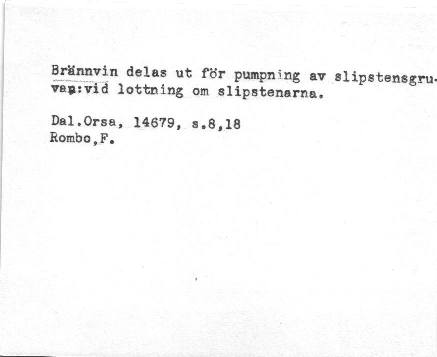 Brännvin delas ut för pumpning av slipstensgru-
van:vid lottning om slipstenarna.
Dal.Orsa, 14679, s.8,18
Rombo,F.